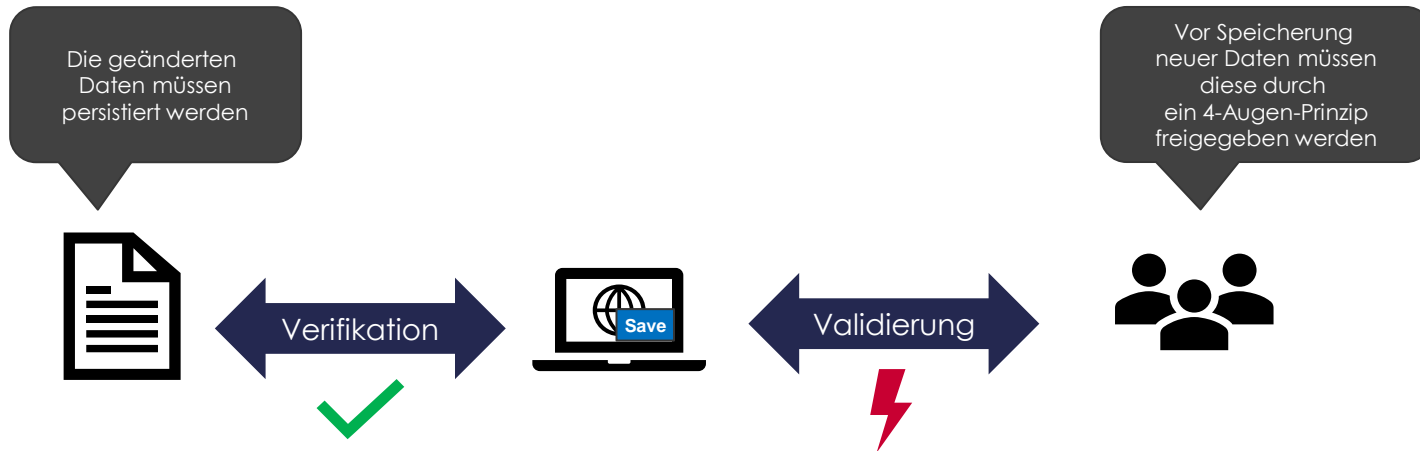 Die geänderten
Daten müssen
persistiert werden
Vor Speicherung
neuer Daten müssen
diese durch
ein 4-Augen-Prinzip
freigegeben werden
Verifikation
Save
Validierung